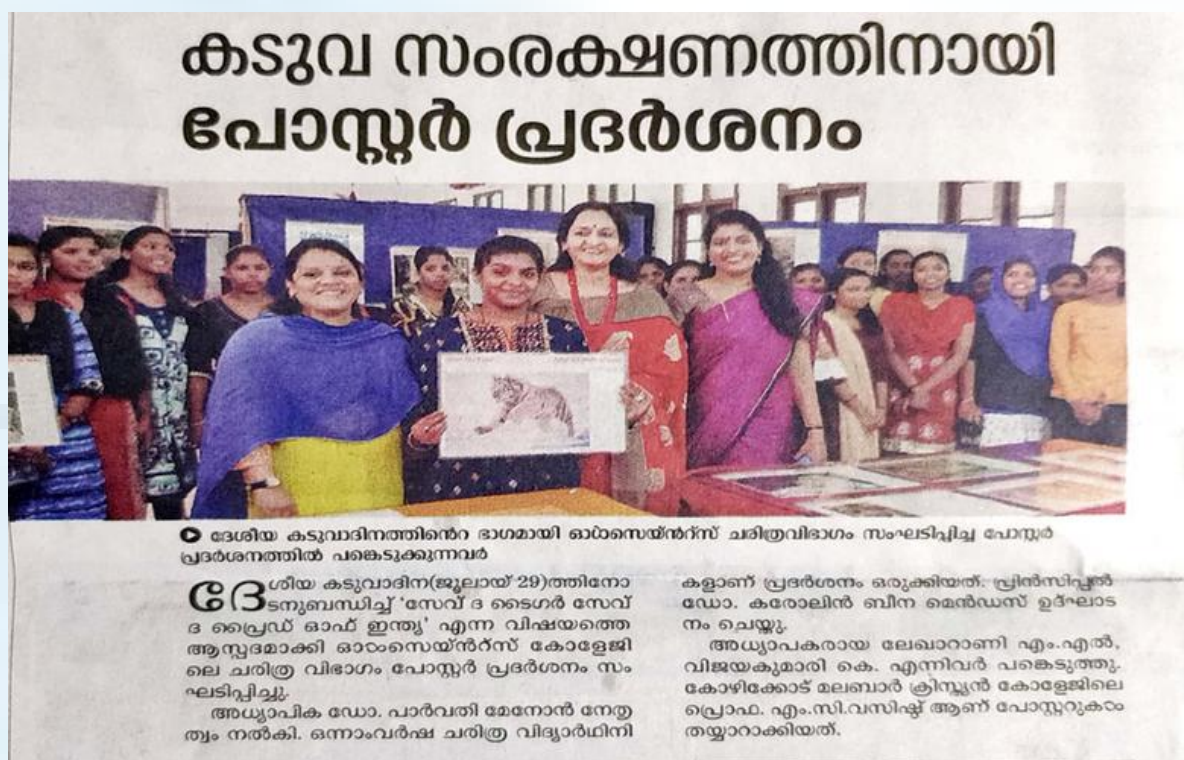 കടുവ സംരക്ഷണത്തിനായി
പോസ്റ്റർ പ്രദർശനം
ദേശീയ കടുവാദിനത്തിൻെറ ഭാഗമായി ഓൾസെയ്ൻറ്സ് ചരിത്രവിഭാഗം സംഘടിപ്പിച്ച പോസ്റ്റർ
പ്രദർശനത്തിൽ പങ്കെടുക്കുന്നവർ
ദേശീയ കടുവാദിന(ജൂലായ് 29)ത്തിനോ
ടനുബന്ധിച്ച് ‘സേവ് ദ ടൈഗർ സേവ്
ദ പ്രൈഡ് ഓഫ് ഇന്ത്യ’ എന്ന വിഷയത്തെ
ആസ്പദമാക്കി ഓൾസെയ്ൻറ്സ് കോളേജി
ലെ ചരിത്ര വിഭാഗം പോസ്റ്റർ പ്രദർശനം സം
ഘടിപ്പിച്ചു.
അധ്യാപിക ഡോ. പാർവതി മേനോൻ നേതൃ
ത്വം നൽകി. ഒന്നാംവർഷ ചരിത്ര വിദ്യാർഥിനി
കളാണ് പ്രദർശനം ഒരുക്കിയത്. പ്രിൻസിപ്പൽ
ഡോ. കരോലിൻ ബീന മെൻഡസ് ഉദ്ഘാട
നം ചെയ്തു.
അധ്യാപകരായ ലേഖാറാണി എം.എൽ,
വിജയകുമാരി കെ. എന്നിവർ പങ്കെടുത്തു.
കോഴിക്കോട് മലബാർ ക്രിസ്ത്യൻ കോളേജിലെ
പ്രൊഫ. എം.സി.വസിഷ്ഠ് ആണ് പോസ്റ്ററുകൾ
തയ്യാറാക്കിയത്.